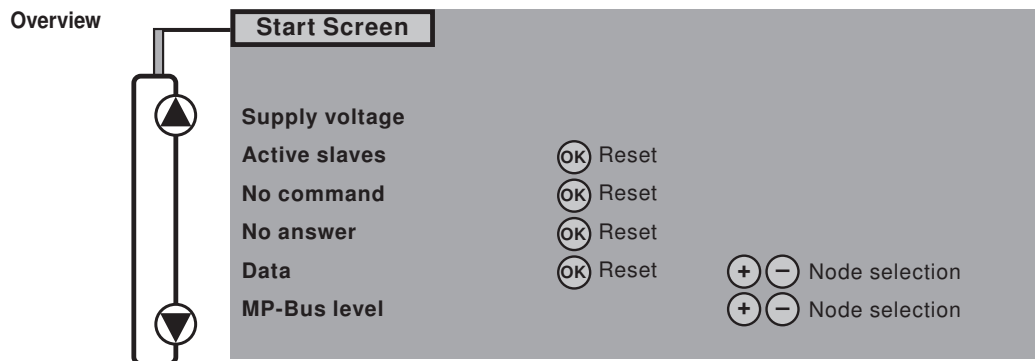 Overview
Start Screen
Supply voltage
Active slaves OK Reset
No command OK Reset
No answer OK Reset
Data OK Reset + − Node selection
MP-Bus level + − Node selection